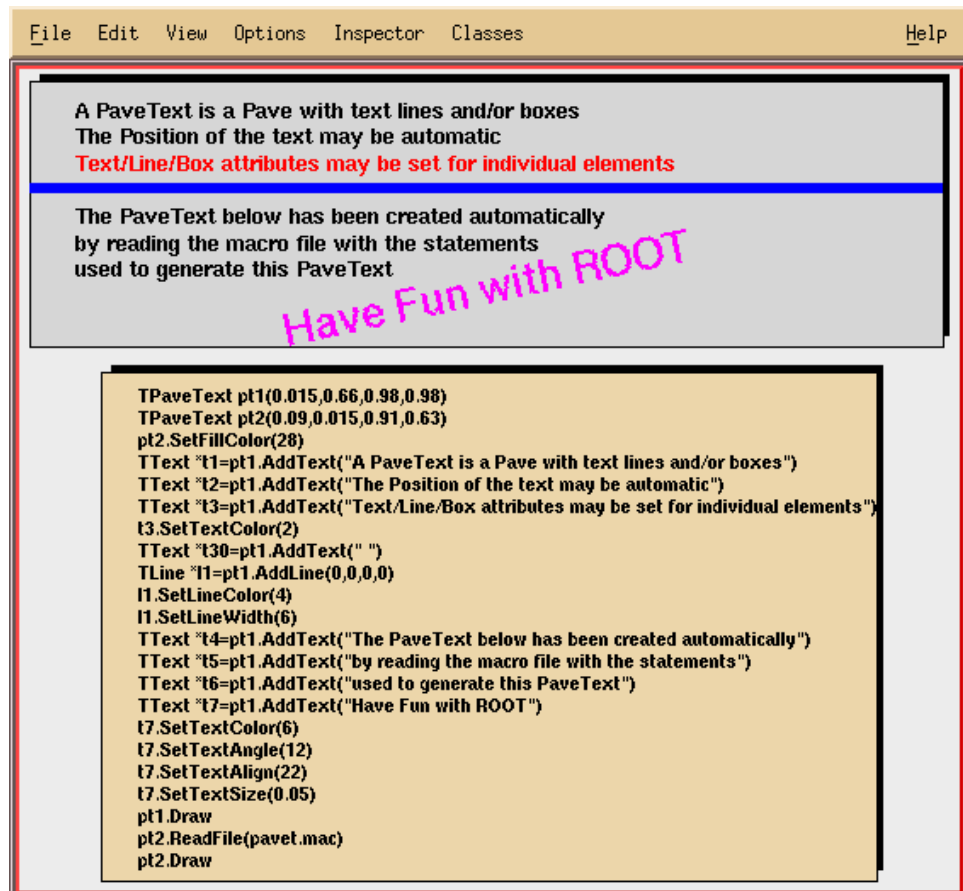 File Edit View Options Inspector Classes Help
A PaveText is a Pave with text lines and/or boxes
The Position of the text may be automatic
Text/Line/Box attributes may be set for individual elements
The PaveText below has been created automatically
by reading the macro file with the statements
used to generate this PaveText
Have Fun with ROOT
TPaveText pt1(0.015,0.66,0.98,0.98)
TPaveText pt2(0.09,0.015,0.91,0.63)
pt2.SetFillColor(28)
TText *t1=pt1.AddText("A PaveText is a Pave with text lines and/or boxes")
TText *t2=pt1.AddText("The Position of the text may be automatic")
TText *t3=pt1.AddText("Text/Line/Box attributes may be set for individual elements")
t3.SetTextColor(2)
TText *t30=pt1.AddText(" ")
TLine *l1=pt1.AddLine(0,0,0,0)
l1.SetLineColor(4)
l1.SetLineWidth(6)
TText *t4=pt1.AddText("The PaveText below has been created automatically")
TText *t5=pt1.AddText("by reading the macro file with the statements")
TText *t6=pt1.AddText("used to generate this PaveText")
TText *t7=pt1.AddText("Have Fun with ROOT")
t7.SetTextColor(6)
t7.SetTextAngle(12)
t7.SetTextAlign(22)
t7.SetTextSize(0.05)
pt1.Draw
pt2.ReadFile(pavet.mac)
pt2.Draw